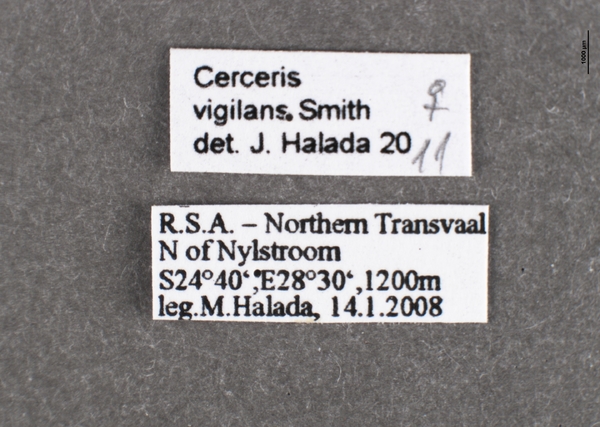 Cerceris
vigilans. Smith ♀
det. J. Halada 2011
R.S.A. – Northern Transvaal
N of Nylstroom
S24°40‘,E28°30‘,1200m
leg.M.Halada, 14.1.2008
1000 µm